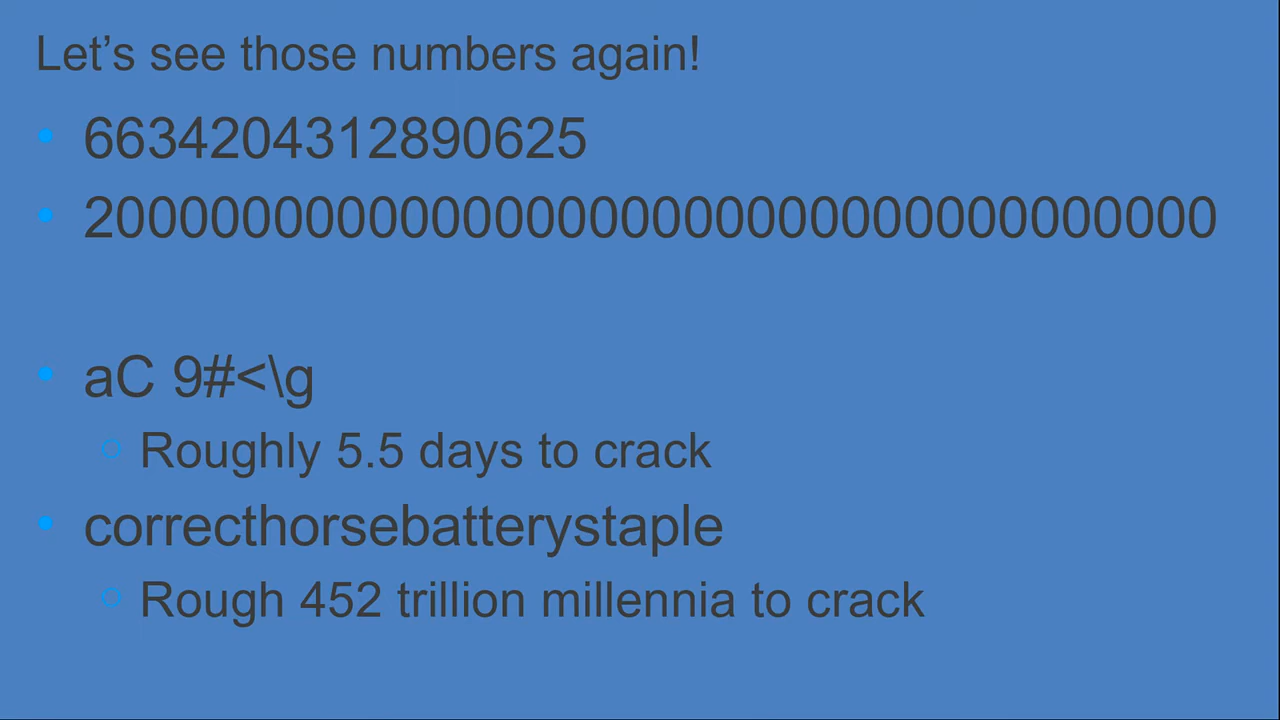 Let’s see those numbers again!
• 6634204312890625
• 200000000000000000000000000000000000
• aC 9#<\g
○ Roughly 5.5 days to crack
• correcthorsebatterystaple
○ Rough 452 trillion millennia to crack